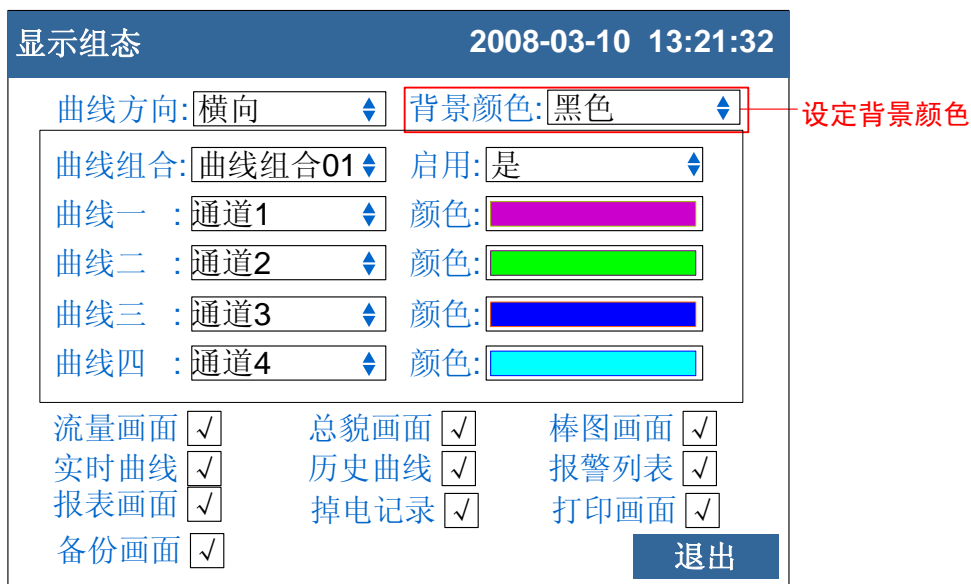 显示组态 2008-03-10 13:21:32
曲线方向:横向 背景颜色:黑色 设定背景颜色
曲线组合:曲线组合01 启用:是
曲线一 :通道1 颜色:
曲线二 :通道2 颜色:
曲线三 :通道3 颜色:
曲线四 :通道4 颜色:
流量画面 √ 总貌画面 √ 棒图画面 √
实时曲线 √ 历史曲线 √ 报警列表 √
报表画面 √ 掉电记录 √ 打印画面 √
备份画面 √ 退出